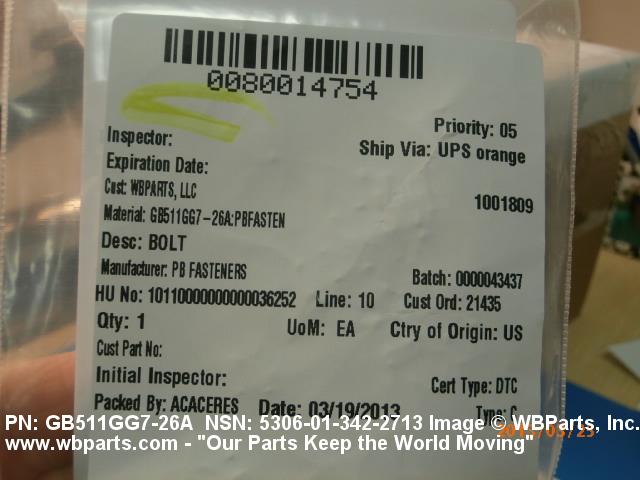 0080014754
Priority: 05
Inspector:
Ship Via: UPS orange
Expiration Date:
Cust: WBPARTS, LLC
1001809
Material: GB511GG7-26A:PBFASTEN
Desc: BOLT
Manufacturer: PB FASTENERS
Batch: 0000043437
HU No: 10110000000000036252 Line: 10 Cust Ord: 21435
Qty: 1 UoM: EA Ctry of Origin: US
Cust Part No:
Initial Inspector:
Cert Type: DTC
Packed By: ACACERES Date: 03/19/2013 Type: C
PN: GB511GG7-26A NSN: 5306-01-342-2713 Image © WBParts, Inc.
www.wbparts.com - "Our Parts Keep the World Moving"